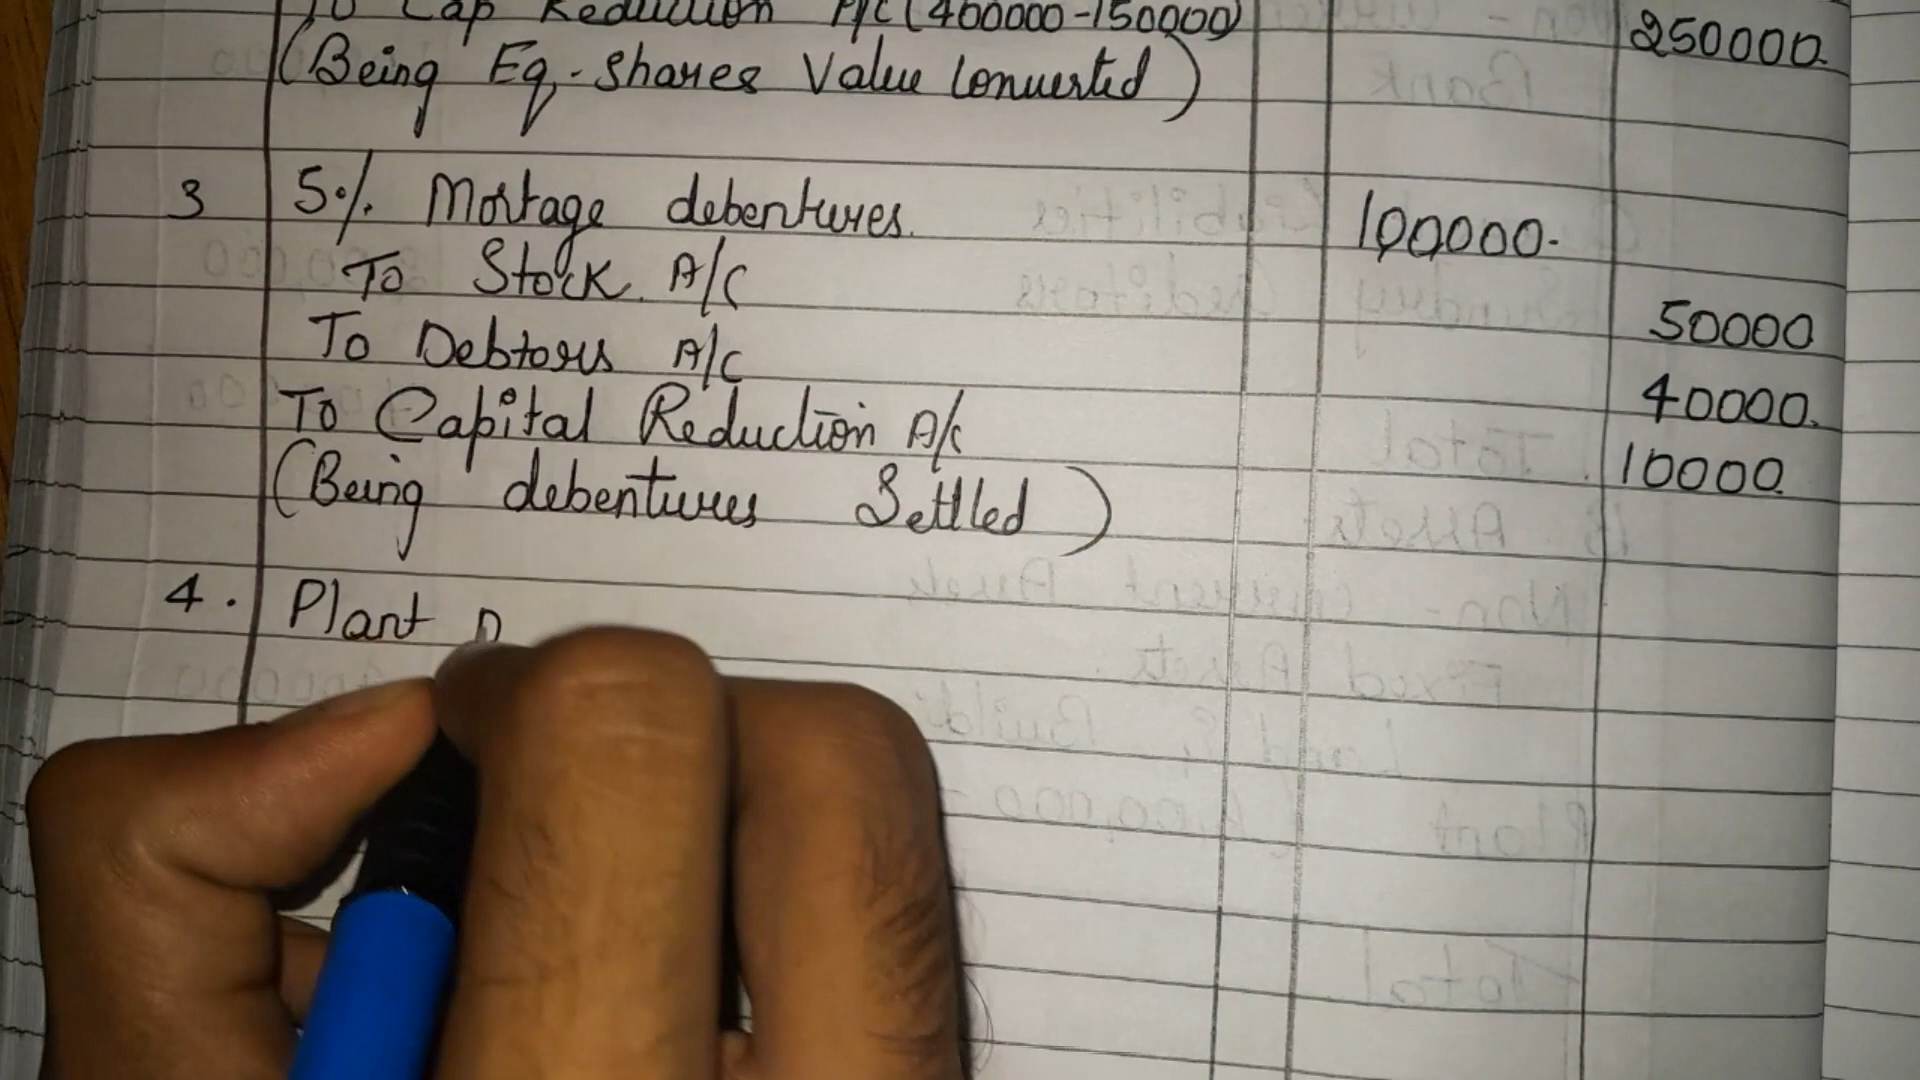 To Cap Reduction A/C (400000-150000) 250000
(Being Eq. Shares Value Converted)
3 5% Mortage debentures. 100000.
To Stock A/C 50000
To Debtors A/C 40000.
To Capital Reduction A/c 10000
(Being debentures Settled)
4. Plant